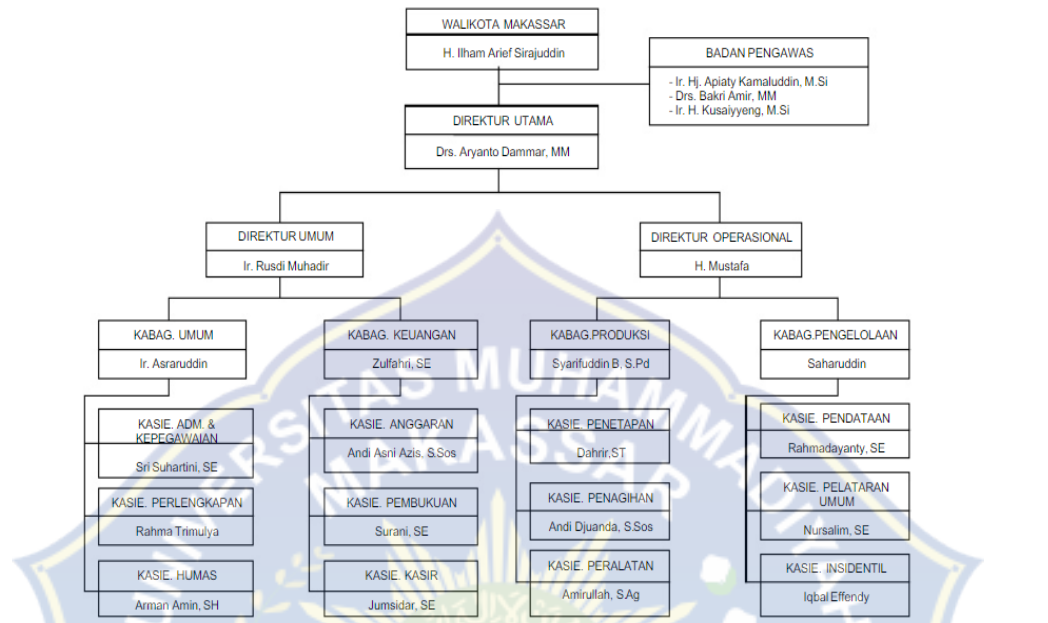 WALIKOTA MAKASSAR
H. Ilham Arief Sirajuddin
BADAN PENGAWAS
- Ir. Hj. Apiaty Kamaluddin, M.Si
- Drs. Bakri Amir, MM
- Ir. H. Kusaiyyeng, M.Si
DIREKTUR UTAMA
Drs. Aryanto Dammar, MM
DIREKTUR UMUM
Ir. Rusdi Muhadir
DIREKTUR OPERASIONAL
H. Mustafa
KABAG. UMUM
Ir. Asraruddin
KABAG. KEUANGAN
Zulfahri, SE
KABAG.PRODUKSI
Syarifuddin B, S.Pd
KABAG.PENGELOLAAN
Saharuddin
KASIE. ADM. &
KEPEGAWAIAN
Sri Suhartini, SE
KASIE. ANGGARAN
Andi Asni Azis, S.Sos
KASIE. PENETAPAN
Dahrir,ST
KASIE. PENDATAAN
Rahmadayanty, SE
KASIE. PERLENGKAPAN
Rahma Trimulya
KASIE. PEMBUKUAN
Surani, SE
KASIE. PENAGIHAN
Andi Djuanda, S.Sos
KASIE. PELATARAN
UMUM
Nursalim, SE
KASIE. HUMAS
Arman Amin, SH
KASIE. KASIR
Jumsidar, SE
KASIE. PERALATAN
Amirullah, S.Ag
KASIE. INSIDENTIL
Iqbal Effendy
UNIVERSITAS MUHAMMADIYAH
MAKASSAR